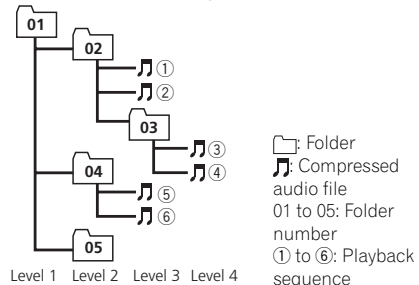 01
02
①
②
03
③
④
04
⑤
⑥
05
Level 1 Level 2 Level 3 Level 4
: Folder
: Compressed
audio file
01 to 05: Folder
number
① to ⑥: Playback
sequence